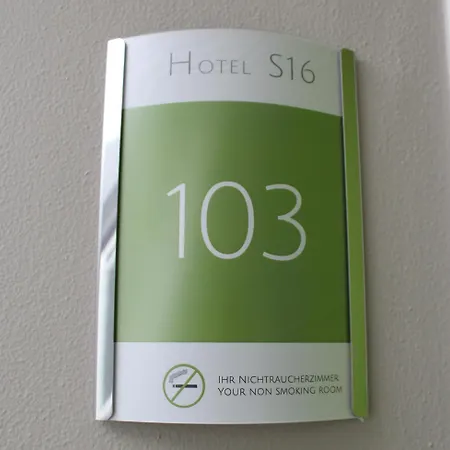 HOTEL S16
103
IHR NICHTRAUCHERZIMMER
YOUR NON SMOKING ROOM